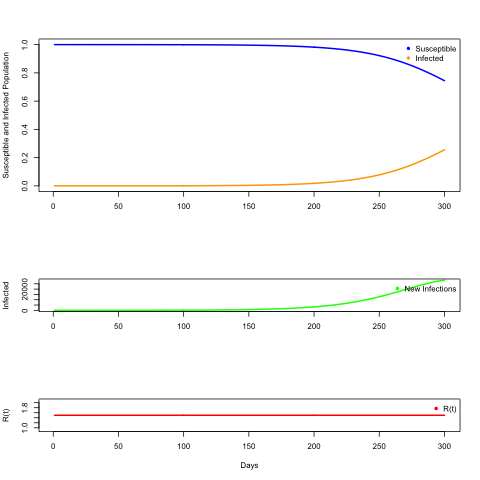 Susceptible and Infected Population
1.0
0.8
0.6
0.4
0.2
0.0
Susceptible
Infected
0 50 100 150 200 250 300
Infected
20000
0
New Infections
0 50 100 150 200 250 300
R(t)
1.8
1.0
R(t)
0 50 100 150 200 250 300
Days